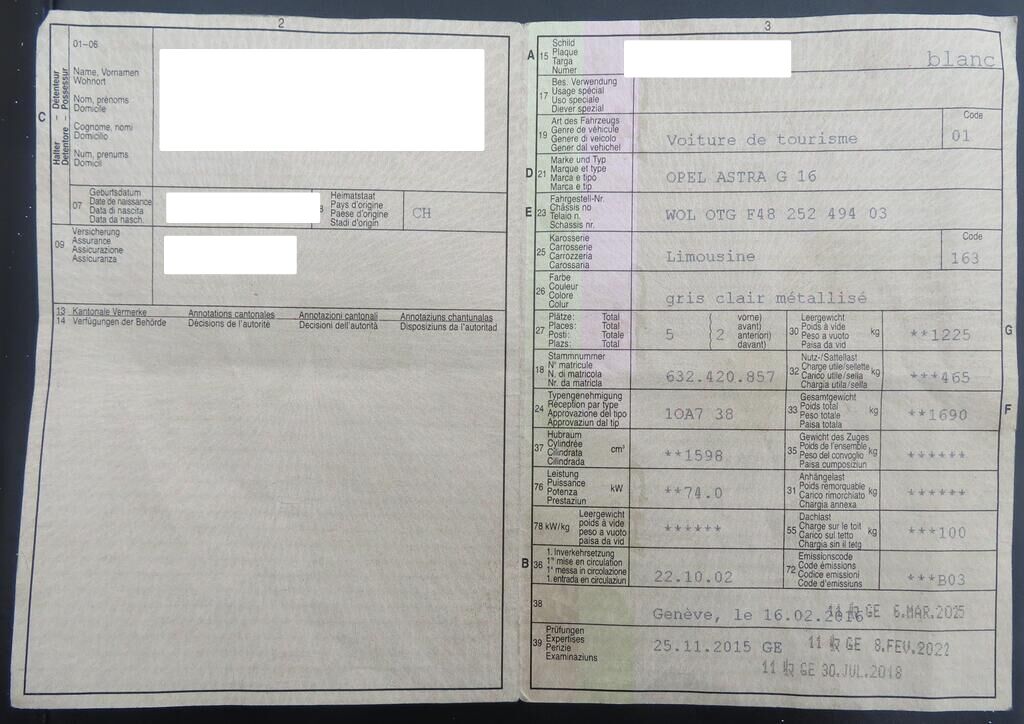 2
01–06
Halter - Détenteur
Detentore - Possessur
C
Name, Vornamen
Wohnort
Nom, prénoms
Domicile
Cognome, nomi
Domicilio
Num, prenums
Domicil
07
Geburtsdatum
Date de naissance
Data di nascita
Data da nasch.
Heimatstaat
Pays d'origine
Paese d'origine
Stadi d'origin
CH
09
Versicherung
Assurance
Assicurazione
Assicuranza
13 Kantonale Vermerke Annotations cantonales Annotazioni cantonali Annotaziuns chantunalas
14 Verfügungen der Behörde Décisions de l'autorité Decisioni dell'autorità Disposiziuns da l'autoritad
3
A 15
Schild
Plaque
Targa
Numer
blanc
17
Bes. Verwendung
Usage spécial
Uso speciale
Diever spezial
19
Art des Fahrzeugs
Genre de véhicule
Genere di veicolo
Gener dal vehichel
Voiture de tourisme
Code
01
D 21
Marke und Typ
Marque et type
Marca e tipo
Marca e tip
OPEL ASTRA G 16
E 23
Fahrgestell-Nr.
Châssis no
Telaio n.
Schassis nr.
WOL OTG F48 252 494 03
25
Karosserie
Carrosserie
Carrozzeria
Carossaria
Limousine
Code
163
26
Farbe
Couleur
Colore
Colur
gris clair métallisé
27
Plätze: Total
Places: Total
Posti: Totale
Plazs: Total
5
( vorne)
avant)
2 anteriori)
( davant)
30
Leergewicht
Poids à vide
Peso a vuoto
Paisa da vid
kg
**1225
G
18
Stammnummer
N° matricule
N. di matricola
Nr. da matricla
632.420.857
32
Nutz-/Sattellast
Charge utile/sellette
Carico utile/sella
Chargia utila/sella
kg
***465
24
Typengenehmigung
Réception par type
Approvazione del tipo
Approvaziun dal tip
1OA7 38
33
Gesamtgewicht
Poids total
Peso totale
Paisa totala
kg
**1690
F
37
Hubraum
Cylindrée
Cilindrata
Cilindrada
cm³
**1598
35
Gewicht des Zuges
Poids de l'ensemble
Peso del convoglio
Paisa cumposiziun
kg
******
76
Leistung
Puissance
Potenza
Prestaziun
kW
**74.0
31
Anhängelast
Poids remorquable
Carico rimorchiato
Chargia annexa
kg
******
78 kW/kg
Leergewicht
poids à vide
peso a vuoto
paisa da vid
******
55
Dachlast
Charge sur le toit
Carico sul tetto
Chargia sin il tetg
kg
***100
B 36
1. Inverkehrsetzung
1re mise en circulation
1a messa in circolazione
1. entrada en circulaziun
22.10.02
72
Emissionscode
Code émissions
Codice emissioni
Code d'emissiuns
***B03
38
Genève, le 16.02.2016
11 GE 6.MAR.2025
39
Prüfungen
Expertises
Perizie
Examinaziuns
25.11.2015 GE
11 GE 8.FEV.2022
11 GE 30.JUL.2018